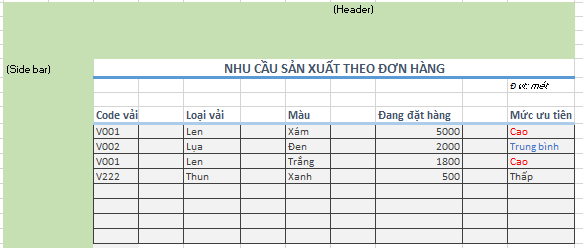 (Header)
(Side bar)
NHU CẦU SẢN XUẤT THEO ĐƠN HÀNG
Đvt: mét
Code vải Loại vải Màu Đang đặt hàng Mức ưu tiên
V001 Len Xám 5000 Cao
V002 Lụa Đen 2000 Trung bình
V001 Len Trắng 1800 Cao
V222 Thun Xanh 500 Thấp